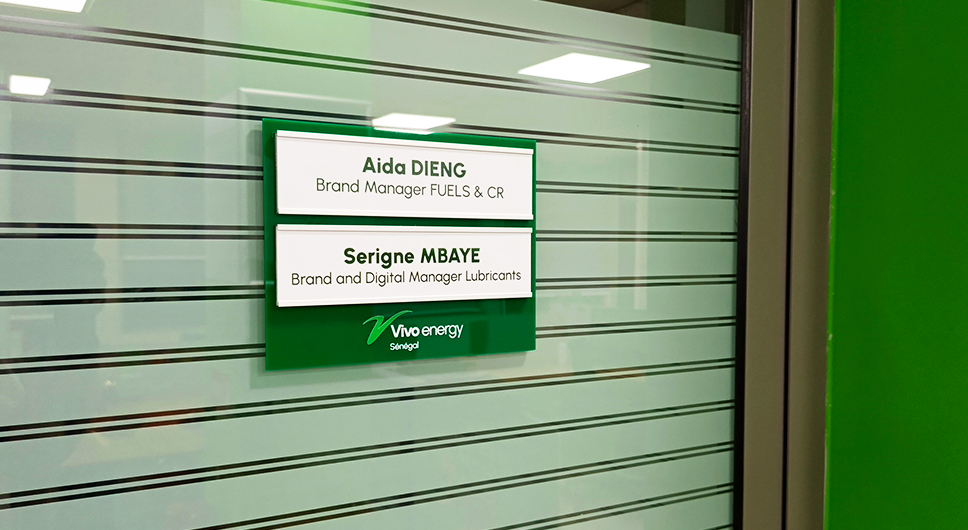 Aida DIENG
Brand Manager FUELS & CR
Serigne MBAYE
Brand and Digital Manager Lubricants
Vivo energy
Sénégal